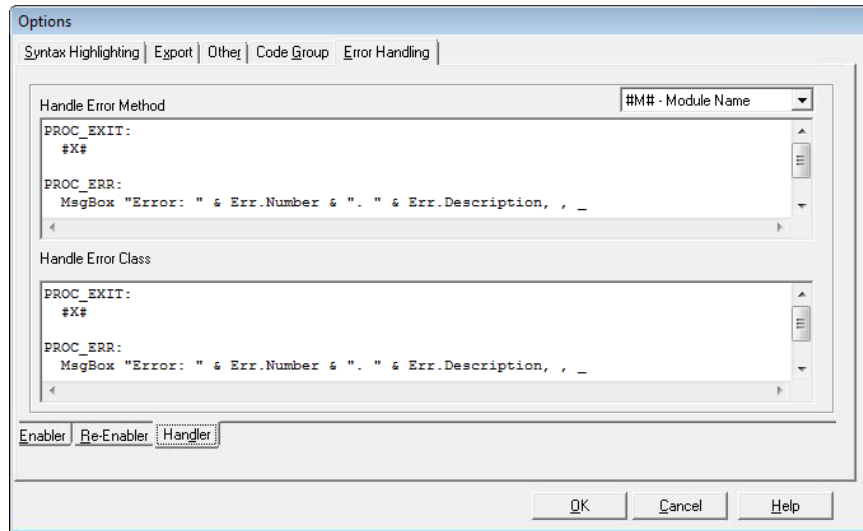 Options
Syntax Highlighting Export Other Code Group Error Handling
Handle Error Method #M# - Module Name
PROC_EXIT:
#X#
PROC_ERR:
MsgBox "Error: " & Err.Number & ". " & Err.Description, , _
Handle Error Class
PROC_EXIT:
#X#
PROC_ERR:
MsgBox "Error: " & Err.Number & ". " & Err.Description, , _
Enabler Re-Enabler Handler
OK Cancel Help